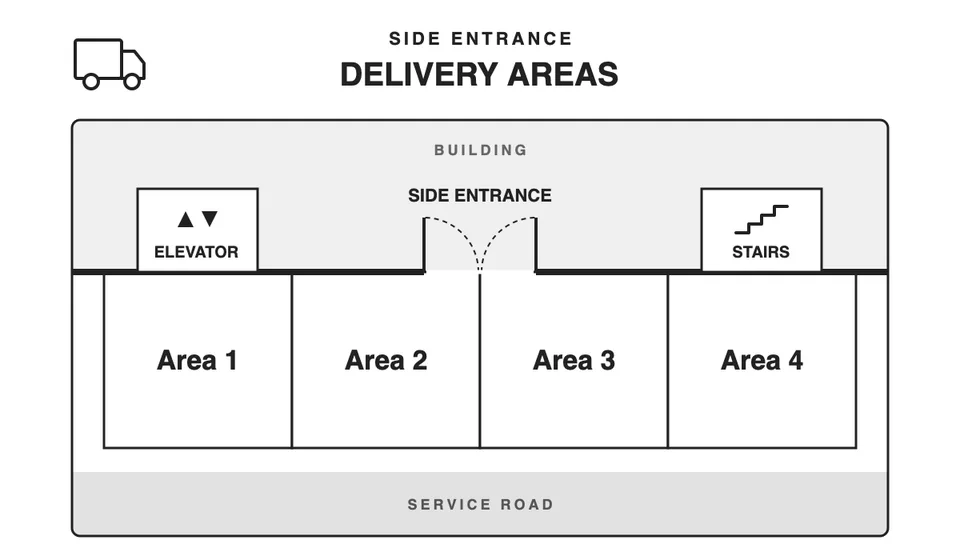 SIDE ENTRANCE
DELIVERY AREAS
BUILDING
SIDE ENTRANCE
▲▼
ELEVATOR
STAIRS
Area 1
Area 2
Area 3
Area 4
SERVICE ROAD